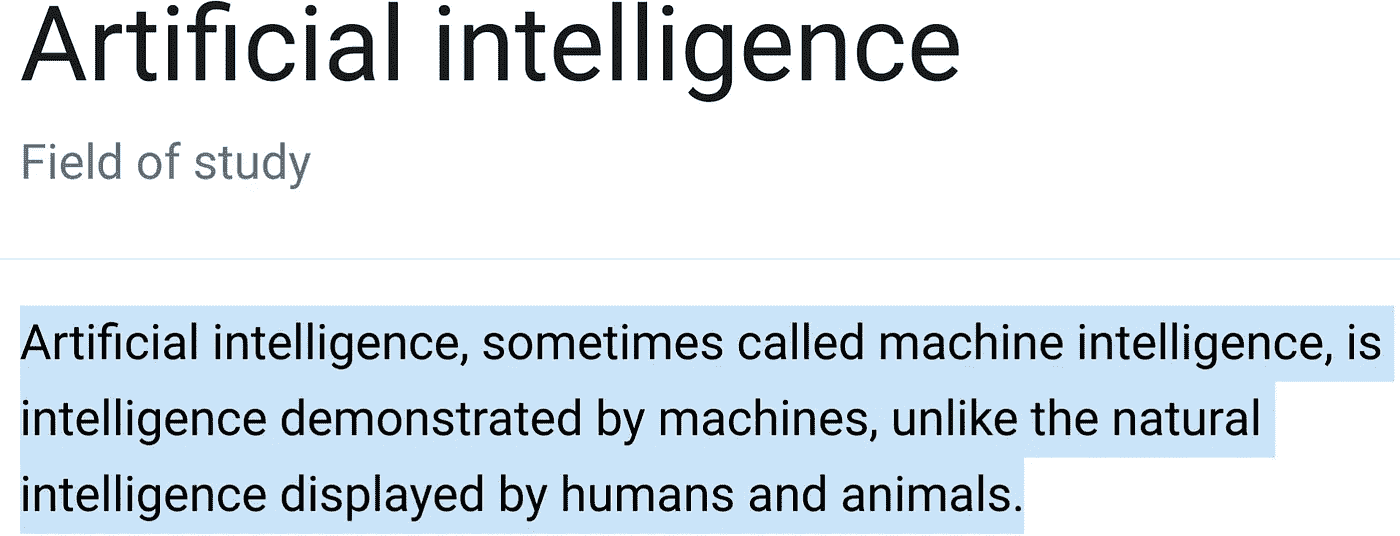 Artificial intelligence
Field of study
Artificial intelligence, sometimes called machine intelligence, is
intelligence demonstrated by machines, unlike the natural
intelligence displayed by humans and animals.